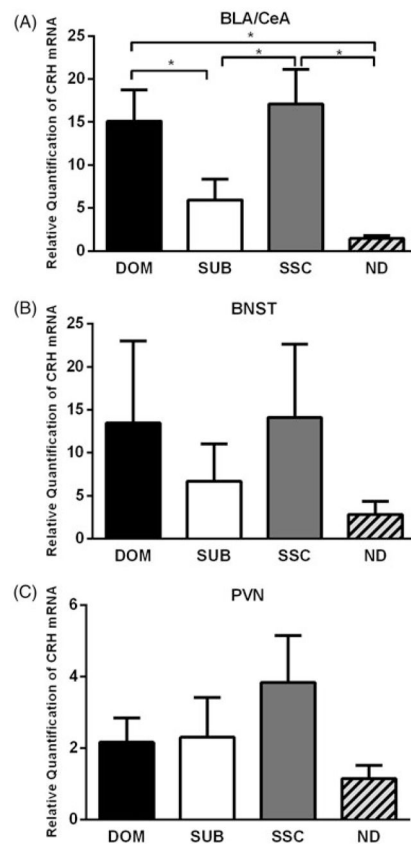 (A)
BLA/CeA
Relative Quantification of CRH mRNA
25
20
15
10
5
0
*
* * *
DOM SUB SSC ND
(B)
BNST
Relative Quantification of CRH mRNA
25
20
15
10
5
0
DOM SUB SSC ND
(C)
PVN
Relative Quantification of CRH mRNA
6
4
2
0
DOM SUB SSC ND